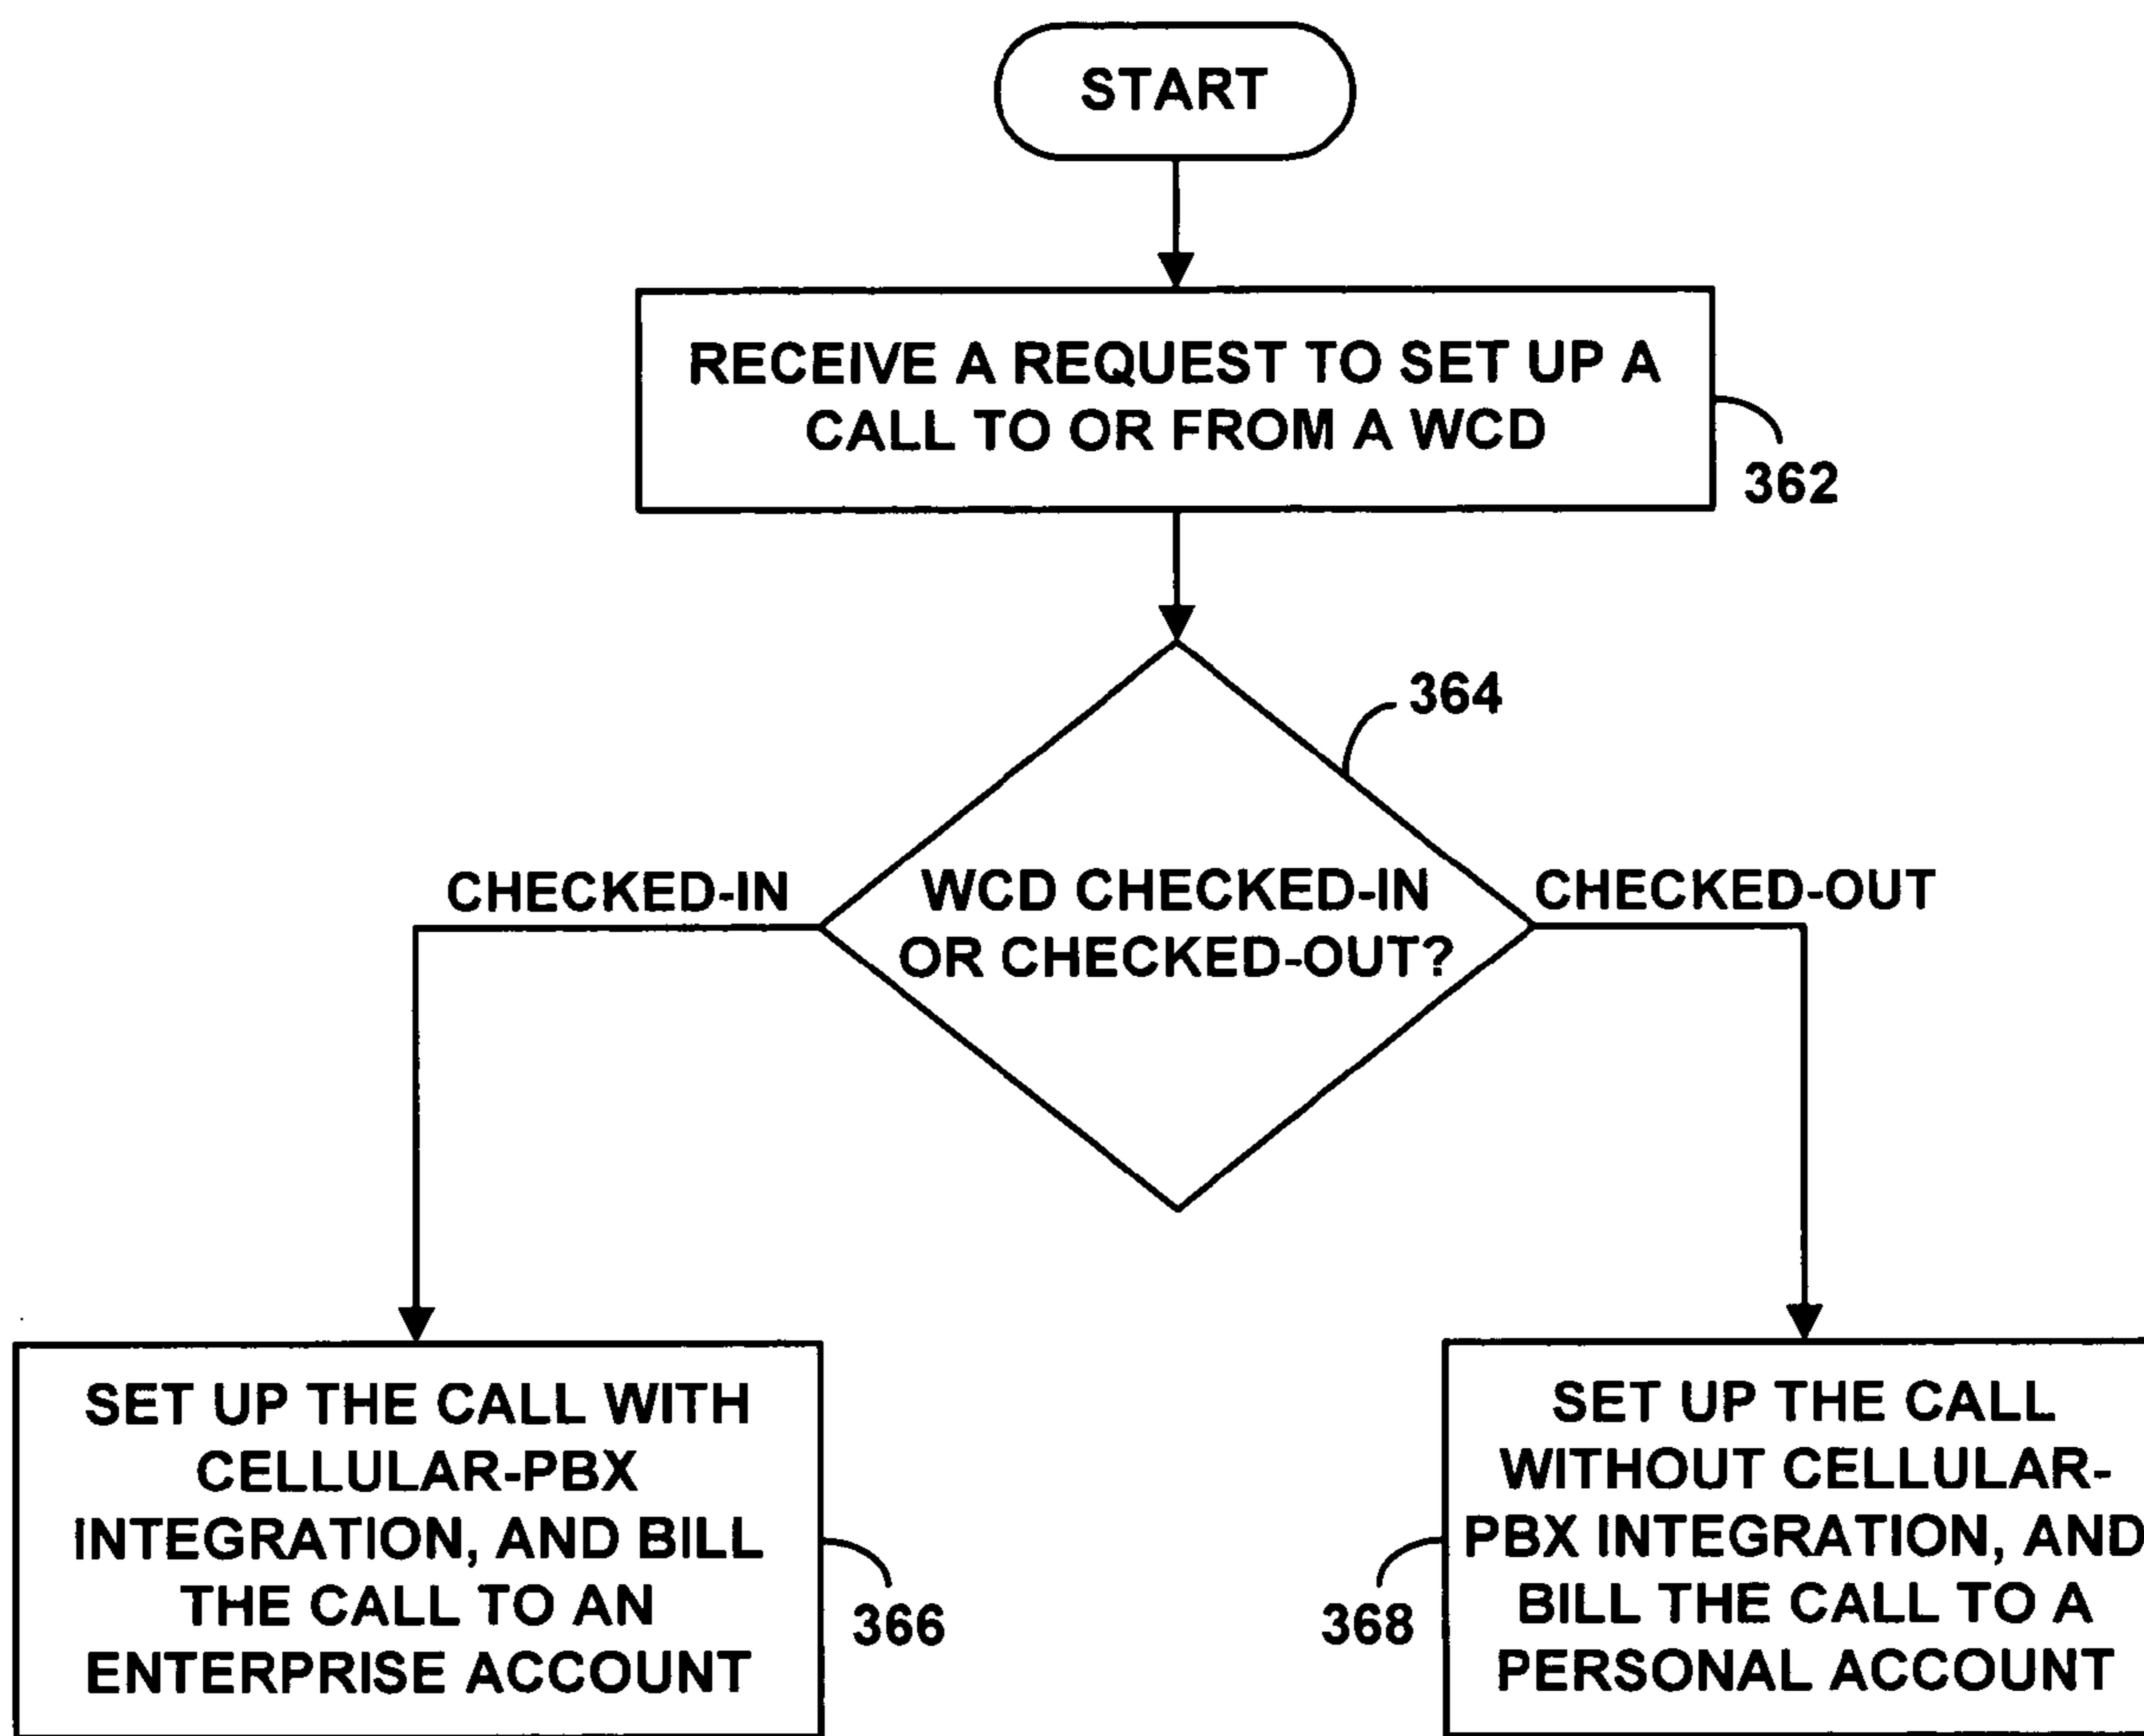 START
RECEIVE A REQUEST TO SET UP A
CALL TO OR FROM A WCD
362
364
CHECKED-IN
WCD CHECKED-IN
OR CHECKED-OUT?
CHECKED-OUT
SET UP THE CALL WITH
CELLULAR-PBX
INTEGRATION, AND BILL
THE CALL TO AN
ENTERPRISE ACCOUNT
366
368
SET UP THE CALL
WITHOUT CELLULAR-
PBX INTEGRATION, AND
BILL THE CALL TO A
PERSONAL ACCOUNT